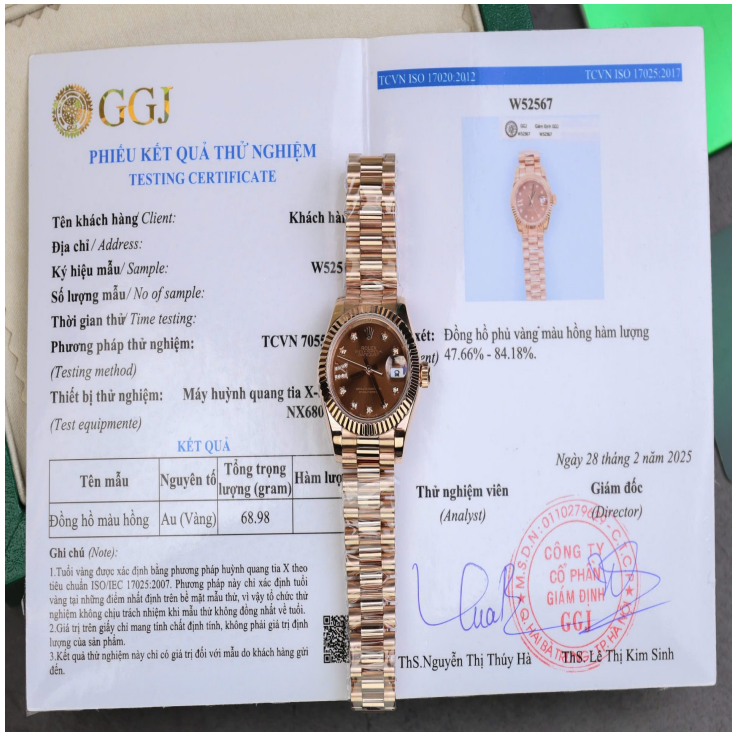 GGJ
PHIẾU KẾT QUẢ THỬ NGHIỆM
TESTING CERTIFICATE
Tên khách hàng Client: Khách hà
Địa chỉ / Address:
Ký hiệu mẫu/ Sample: W525
Số lượng mẫu/ No of sample:
Thời gian thử/ Time testing:
Phương pháp thử nghiệm: TCVN 7055
(Testing method)
Thiết bị thử nghiệm: Máy huỳnh quang tia X-
(Test equipmente) NX680
KẾT QUẢ
Tên mẫu Nguyên tố Tổng trọng lượng (gram) Hàm lượ
Đồng hồ màu hồng Au (Vàng) 68.98
Ghi chú (Note):
1.Tuổi vàng được xác định bằng phương pháp huỳnh quang tia X theo
tiêu chuẩn ISO/IEC 17025:2007. Phương pháp này chỉ xác định tuổi
vàng tại những điểm nhất định trên bề mặt mẫu thử, vì vậy tổ chức thử
nghiệm không chịu trách nhiệm khi mẫu thử không đồng nhất về tuổi.
2.Giá trị trên giấy chỉ mang tính chất định tính, không phải giá trị định
lượng của sản phẩm.
3.Kết quả thử nghiệm này chỉ có giá trị đối với mẫu do khách hàng gửi
đến.
TCVN ISO 17020:2012 TCVN ISO 17025:2017
W52567
GGJ Giám Định GGJ
W52567 W52567
xét: Đồng hồ phủ vàng màu hồng hàm lượng
ent) 47.66% - 84.18%.
Ngày 28 tháng 2 năm 2025
Thử nghiệm viên Giám đốc
(Analyst) (Director)
CÔNG TY
CỔ PHẦN
GIÁM ĐỊNH
GGJ
ThS.Nguyễn Thị Thúy Hà ThS. Lê Thị Kim Sinh